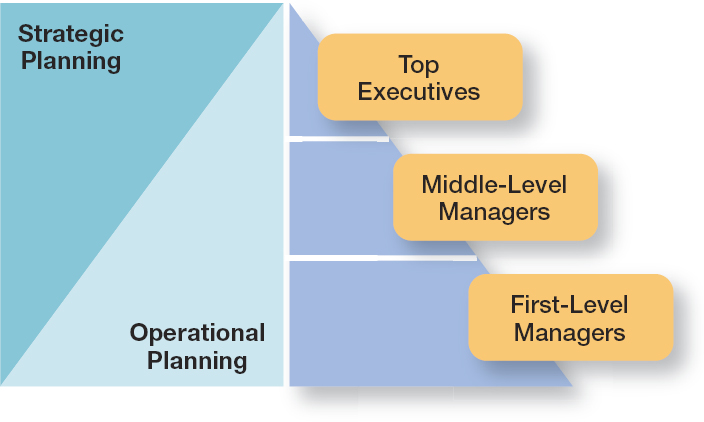 Strategic
Planning
Top
Executives
Middle-Level
Managers
First-Level
Managers
Operational
Planning